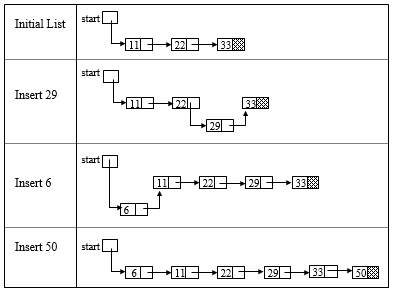 Initial List
start
11 22 33
Insert 29
start
11 22 33
29
Insert 6
start
11 22 29 33
6
Insert 50
start
6 11 22 29 33 50